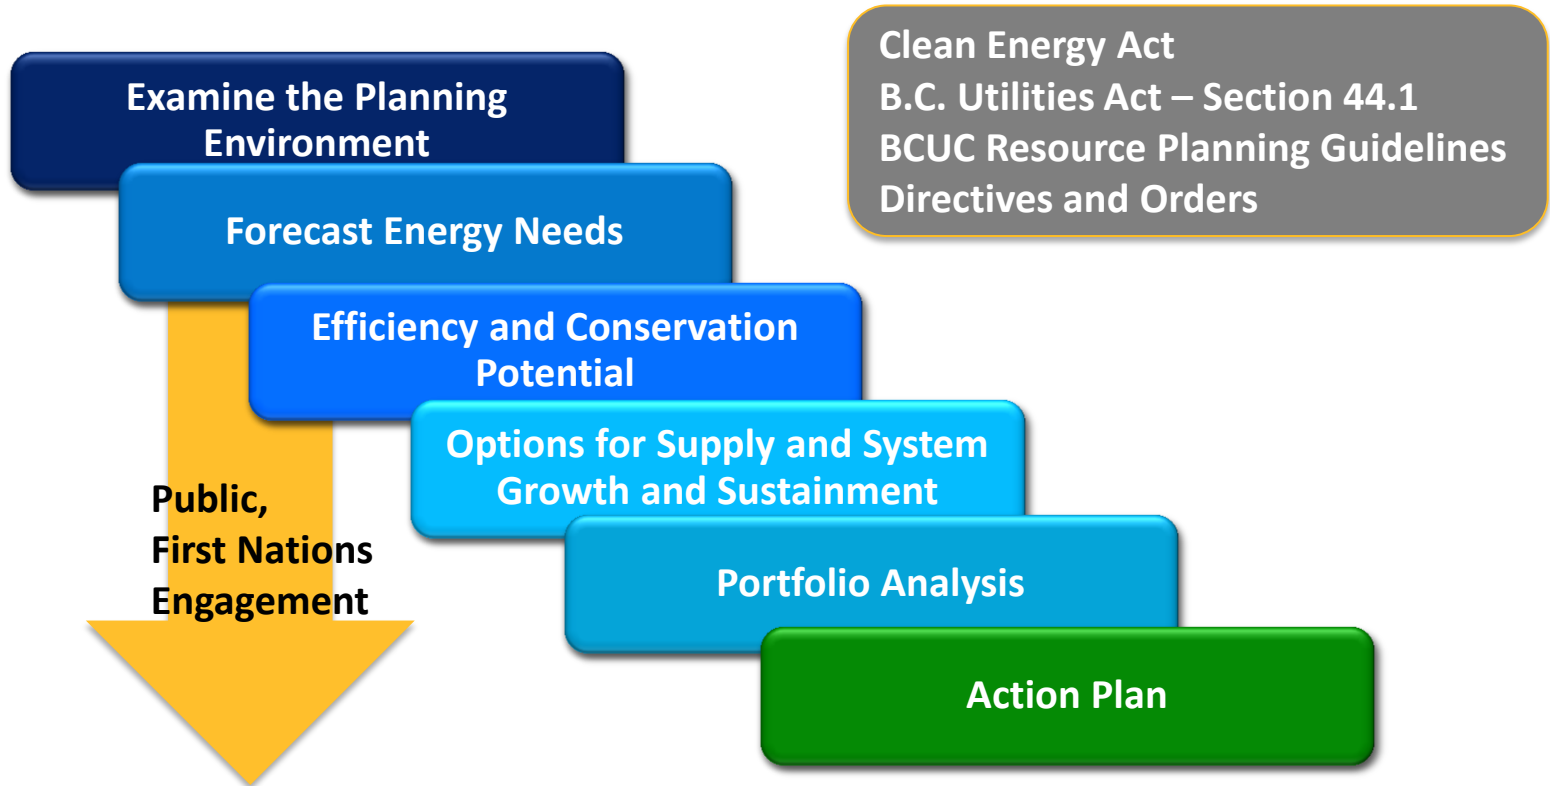 Examine the Planning
Environment
Forecast Energy Needs
Efficiency and Conservation
Potential
Options for Supply and System
Growth and Sustainment
Portfolio Analysis
Action Plan
Public,
First Nations
Engagement
Clean Energy Act
B.C. Utilities Act – Section 44.1
BCUC Resource Planning Guidelines
Directives and Orders